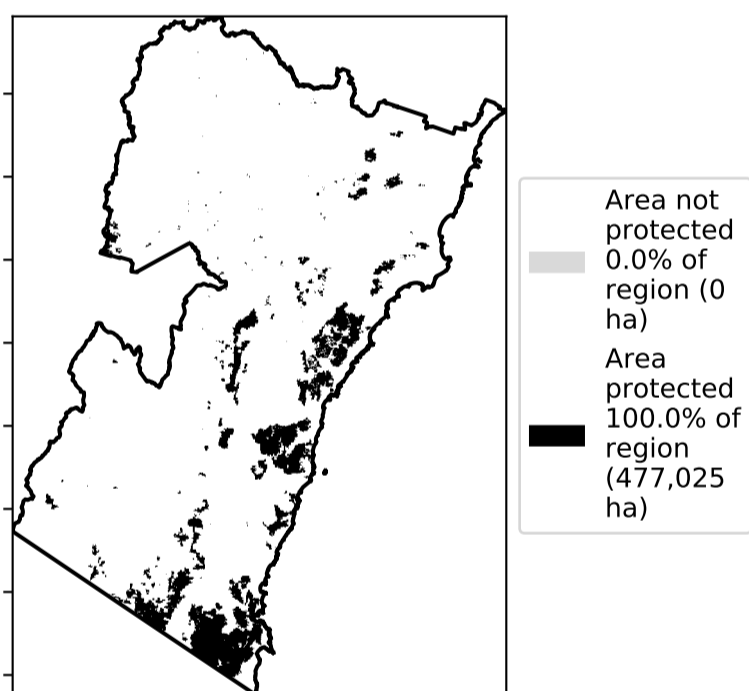 Area not
protected
0.0% of
region (0
ha)
Area
protected
100.0% of
region
(477,025
ha)